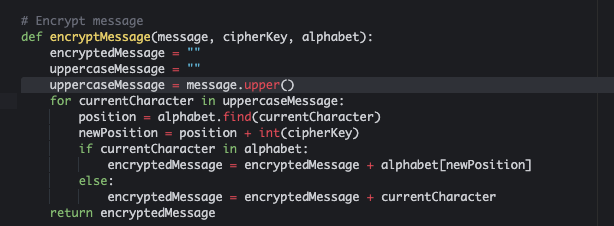 # Encrypt message
def encryptMessage(message, cipherKey, alphabet):
    encryptedMessage = ""
    uppercaseMessage = ""
    uppercaseMessage = message.upper()
    for currentCharacter in uppercaseMessage:
        position = alphabet.find(currentCharacter)
        newPosition = position + int(cipherKey)
        if currentCharacter in alphabet:
            encryptedMessage = encryptedMessage + alphabet[newPosition]
        else:
            encryptedMessage = encryptedMessage + currentCharacter
    return encryptedMessage